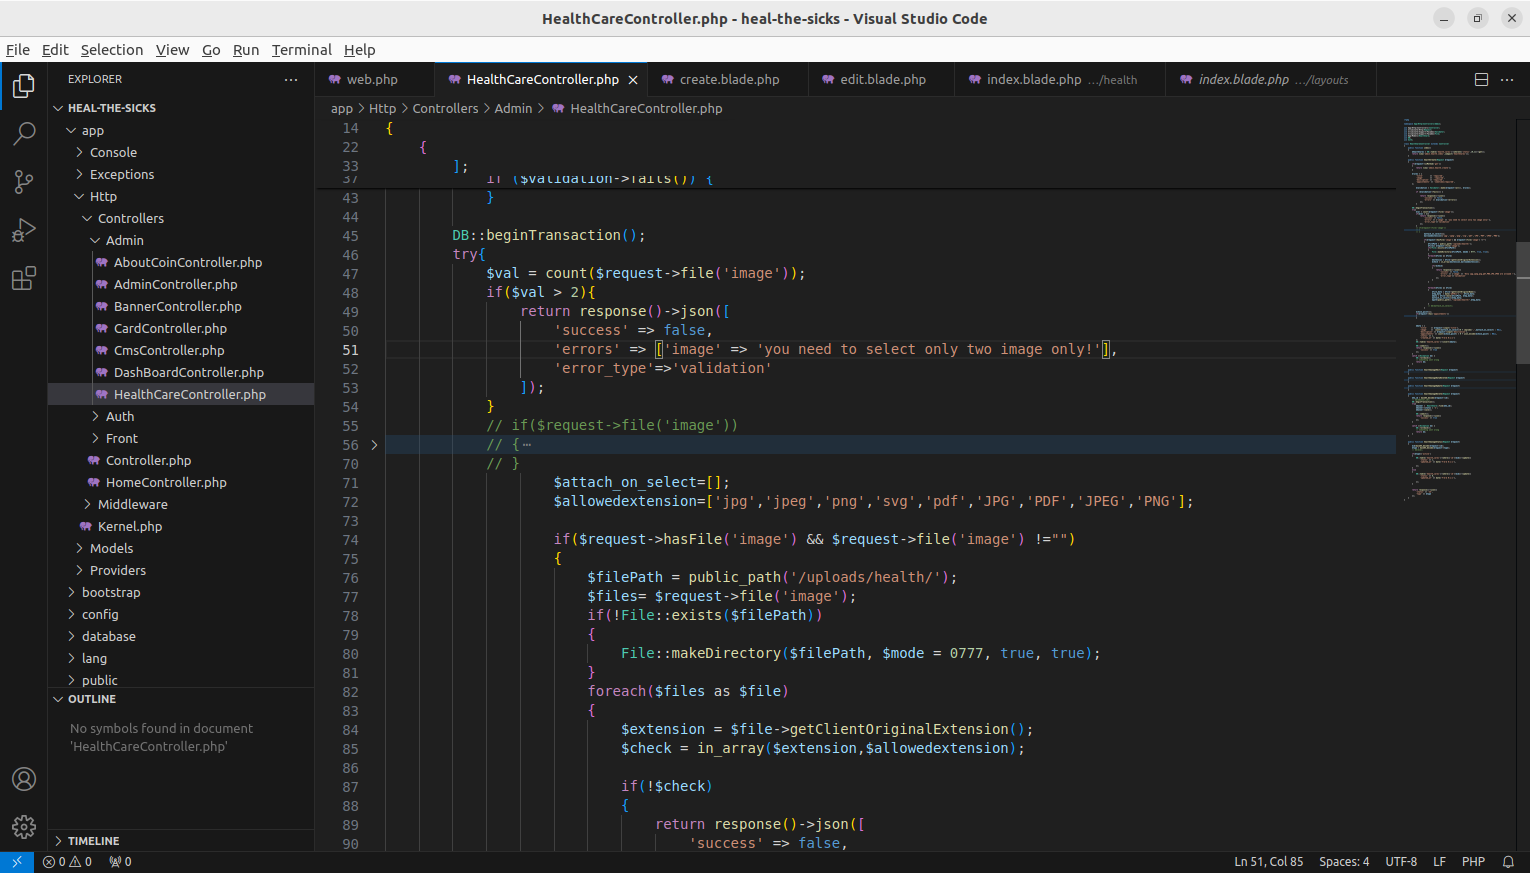 HealthCareController.php - heal-the-sicks - Visual Studio Code
File Edit Selection View Go Run Terminal Help
EXPLORER
HEAL-THE-SICKS
app
Console
Exceptions
Http
Controllers
Admin
AboutCoinController.php
AdminController.php
BannerController.php
CardController.php
CmsController.php
DashBoardController.php
HealthCareController.php
Auth
Front
Controller.php
HomeController.php
Middleware
Kernel.php
Models
Providers
bootstrap
config
database
lang
public
OUTLINE
No symbols found in document
'HealthCareController.php'
TIMELINE
web.php HealthCareController.php create.blade.php edit.blade.php index.blade.php .../health index.blade.php .../layouts
app > Http > Controllers > Admin > HealthCareController.php
14 {
22 {
33 ];
37 if ($validation->fails()) {
43 }
44
45 DB::beginTransaction();
46 try{
47 $val = count($request->file('image'));
48 if($val > 2){
49 return response()->json([
50 'success' => false,
51 'errors' => ['image' => 'you need to select only two image only!'],
52 'error_type'=>'validation'
53 ]);
54 }
55 // if($request->file('image'))
56 // {⋯
70 // }
71 $attach_on_select=[];
72 $allowedextension=['jpg','jpeg','png','svg','pdf','JPG','PDF','JPEG','PNG'];
73
74 if($request->hasFile('image') && $request->file('image') !="")
75 {
76 $filePath = public_path('/uploads/health/');
77 $files= $request->file('image');
78 if(!File::exists($filePath))
79 {
80 File::makeDirectory($filePath, $mode = 0777, true, true);
81 }
82 foreach($files as $file)
83 {
84 $extension = $file->getClientOriginalExtension();
85 $check = in_array($extension,$allowedextension);
86
87 if(!$check)
88 {
89 return response()->json([
90 'success' => false,
0 0 0 Ln 51, Col 85 Spaces: 4 UTF-8 LF PHP